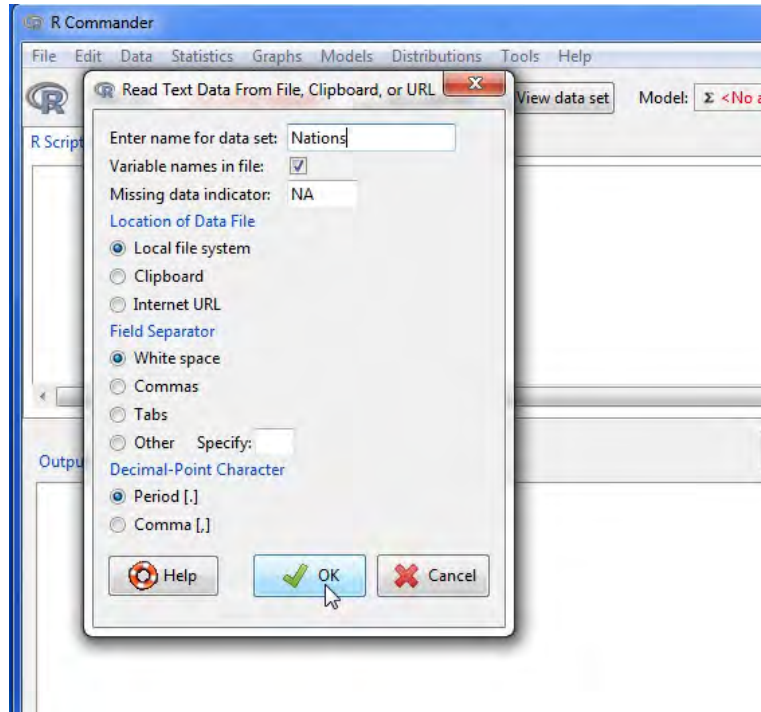 R Commander
File Edit Data Statistics Graphs Models Distributions Tools Help
Read Text Data From File, Clipboard, or URL
View data set Model: Σ <No
R Script
Enter name for data set: Nations
Variable names in file:
Missing data indicator: NA
Location of Data File
Local file system
Clipboard
Internet URL
Field Separator
White space
Commas
Tabs
Other Specify:
Decimal-Point Character
Period [.]
Comma [,]
Outpu
Help OK Cancel